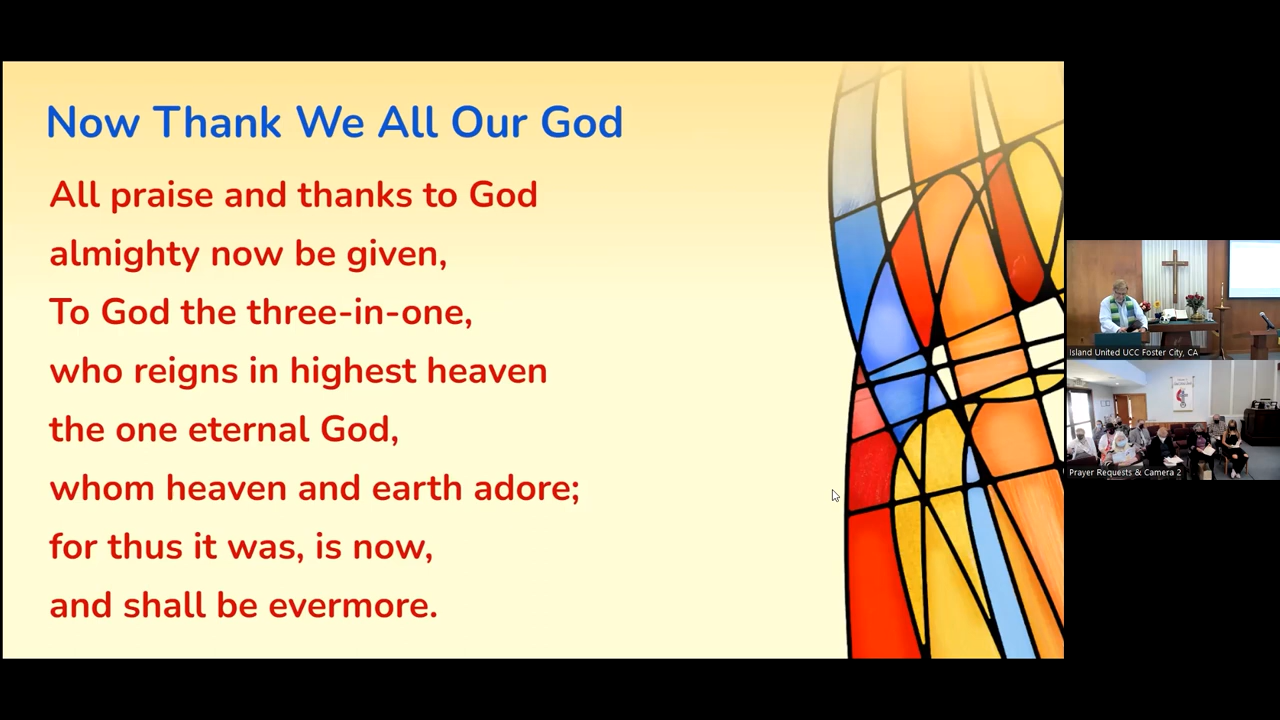 Now Thank We All Our God
All praise and thanks to God
almighty now be given,
To God the three-in-one,
who reigns in highest heaven
the one eternal God,
whom heaven and earth adore;
for thus it was, is now,
and shall be evermore.
Island United UCC Foster City, CA
Prayer Requests & Camera 2